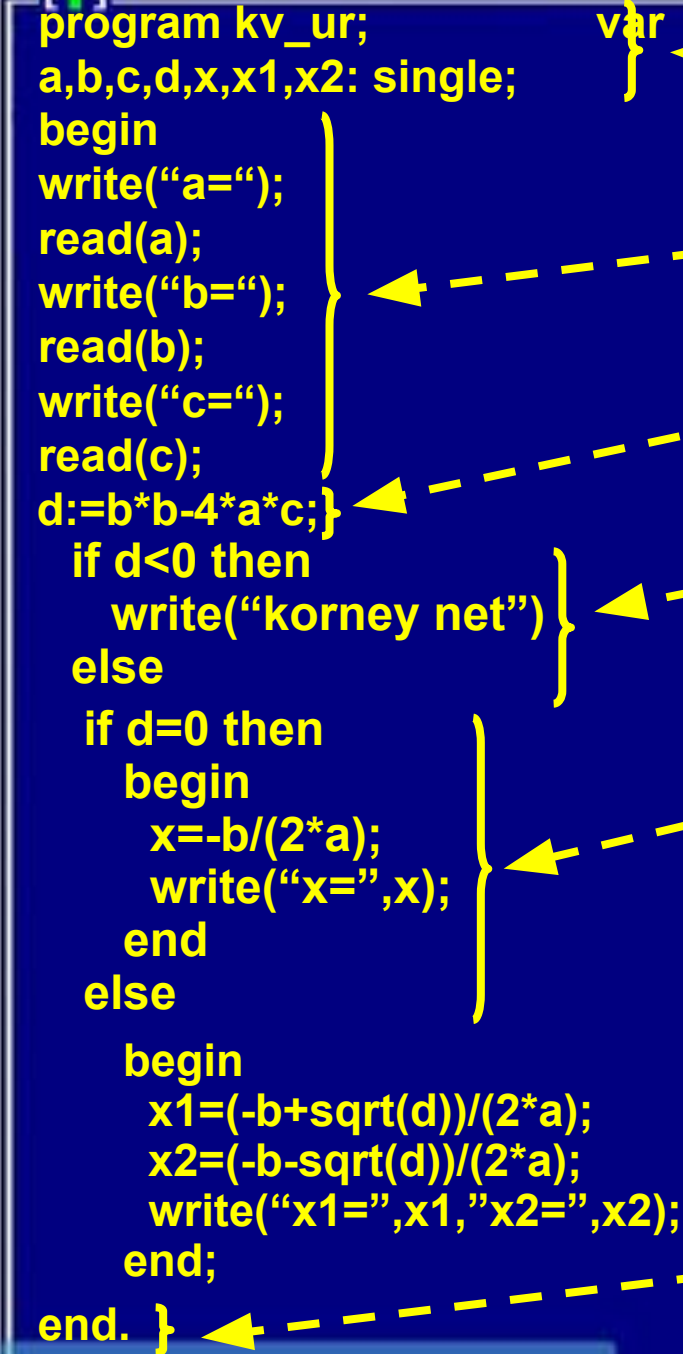 program kv_ur; var
a,b,c,d,x,x1,x2: single;
begin
write(“a=“);
read(a);
write(“b=“);
read(b);
write(“c=“);
read(c);
d:=b*b-4*a*c;
if d<0 then
write(“korney net”)
else
if d=0 then
begin
x=-b/(2*a);
write(“x=”,x);
end
else
begin
x1=(-b+sqrt(d))/(2*a);
x2=(-b-sqrt(d))/(2*a);
write(“x1=”,x1,”x2=”,x2);
end;
end.